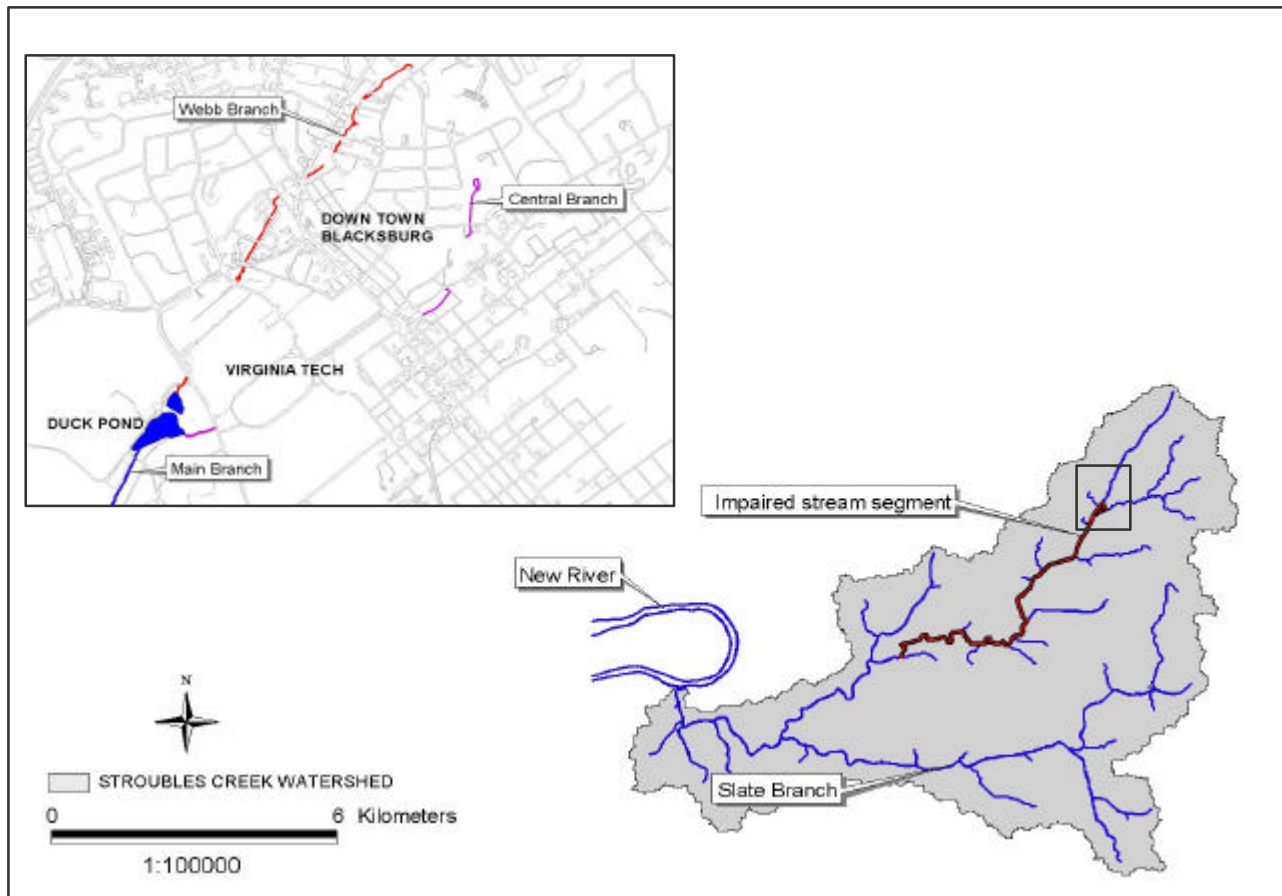 Webb Branch
Central Branch
DOWN TOWN
BLACKSBURG
VIRGINIA TECH
DUCK POND
Main Branch
Impaired stream segment
New River
Slate Branch
N
STROUBLES CREEK WATERSHED
0 6 Kilometers
1:100000